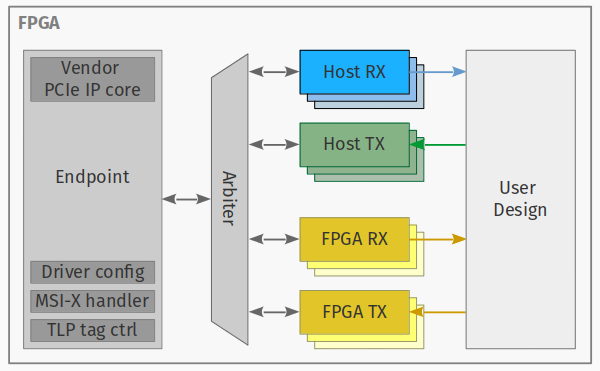 FPGA
Vendor
PCIe IP core
Endpoint
Driver config
MSI-X handler
TLP tag ctrl
Arbiter
Host RX
Host TX
FPGA RX
FPGA TX
User
Design